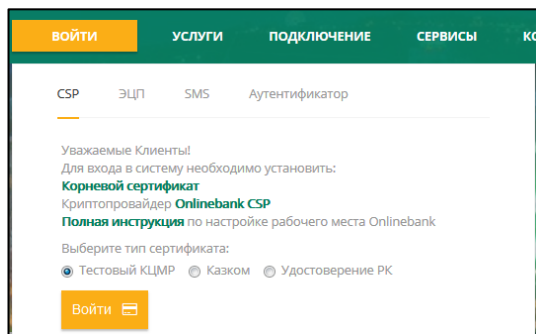 ВОЙТИ УСЛУГИ ПОДКЛЮЧЕНИЕ СЕРВИСЫ
CSP ЭЦП SMS Аутентификатор
Уважаемые Клиенты!
Для входа в систему необходимо установить:
Корневой сертификат
Криптопровайдер Onlinebank CSP
Полная инструкция по настройке рабочего места Onlinebank
Выберите тип сертификата:
Тестовый КЦМР Казком Удостоверение РК
Войти